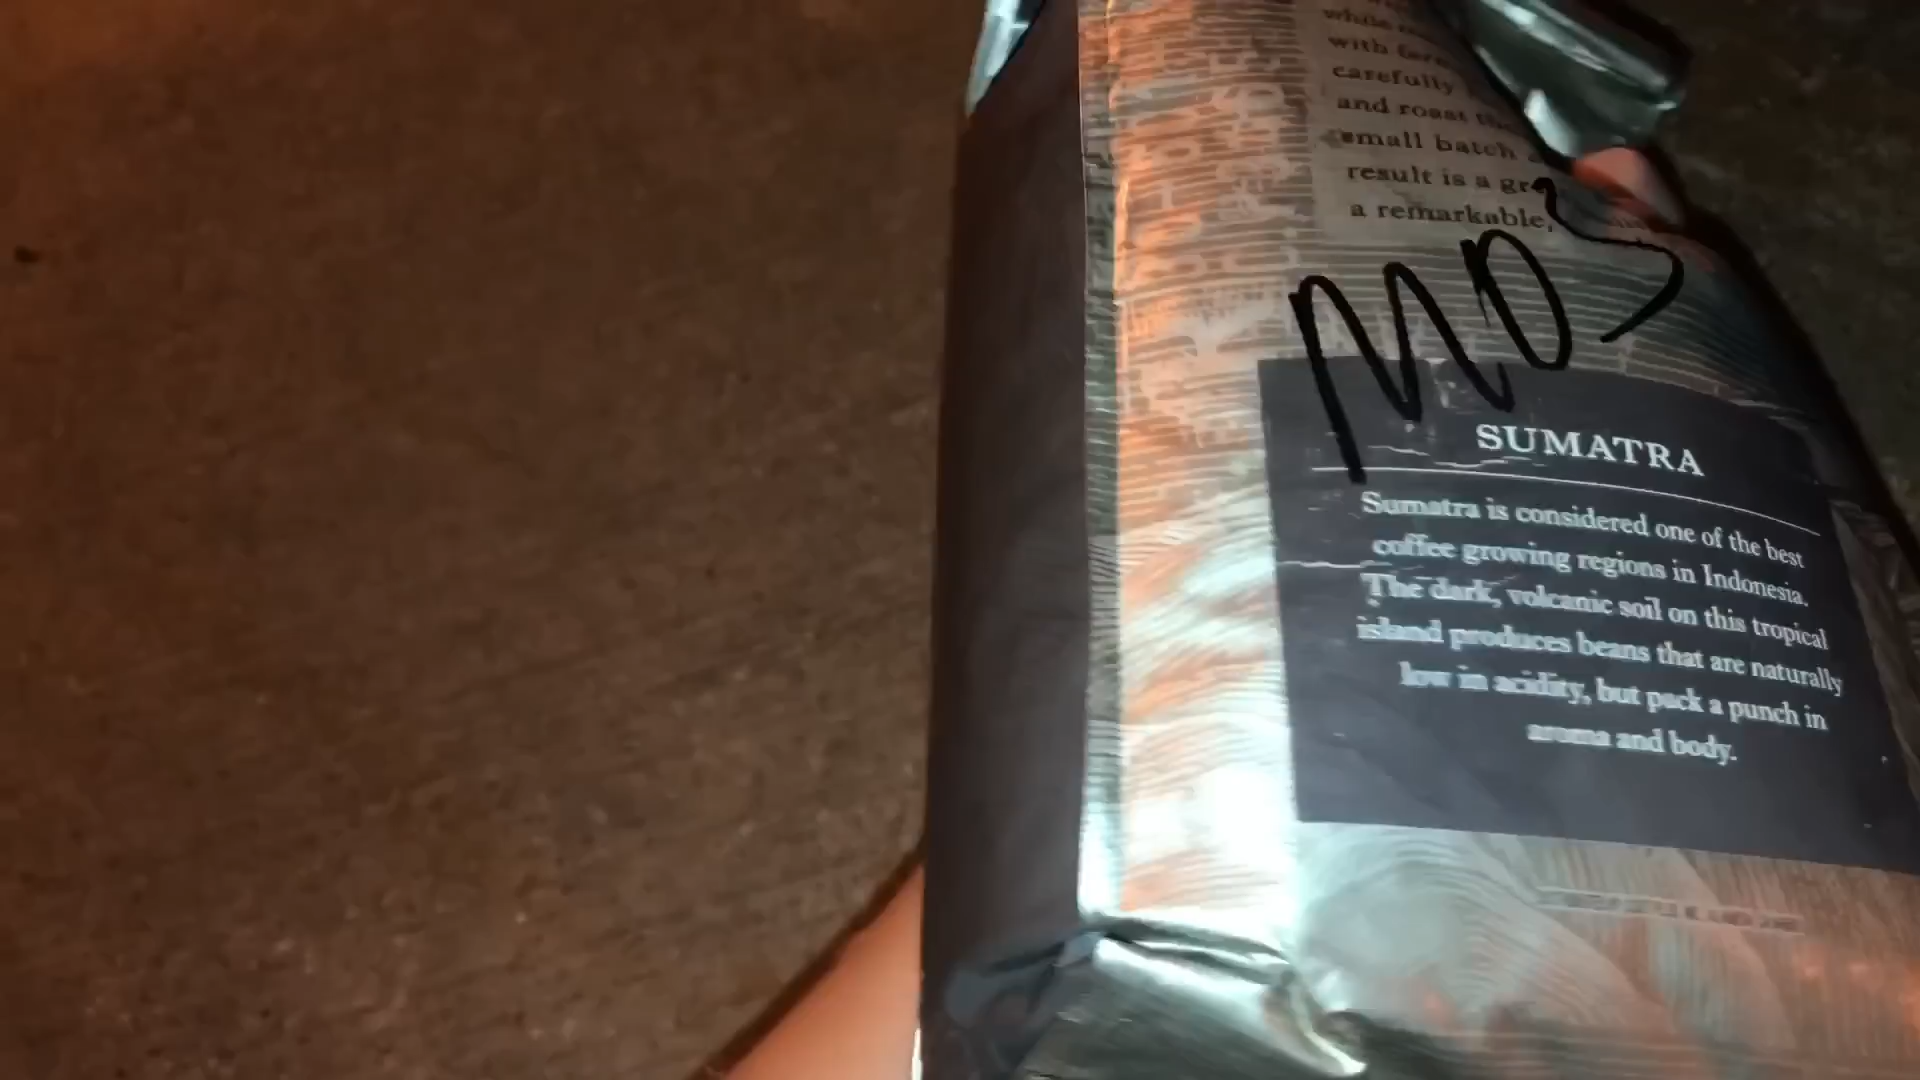 while
with
carefully
and roast
small batch
result is a
a remarkable,
SUMATRA
Sumatra is considered one of the best
coffee growing regions in Indonesia.
The dark, volcanic soil on this tropical
island produces beans that are naturally
low in acidity, but pack a punch in
aroma and body.